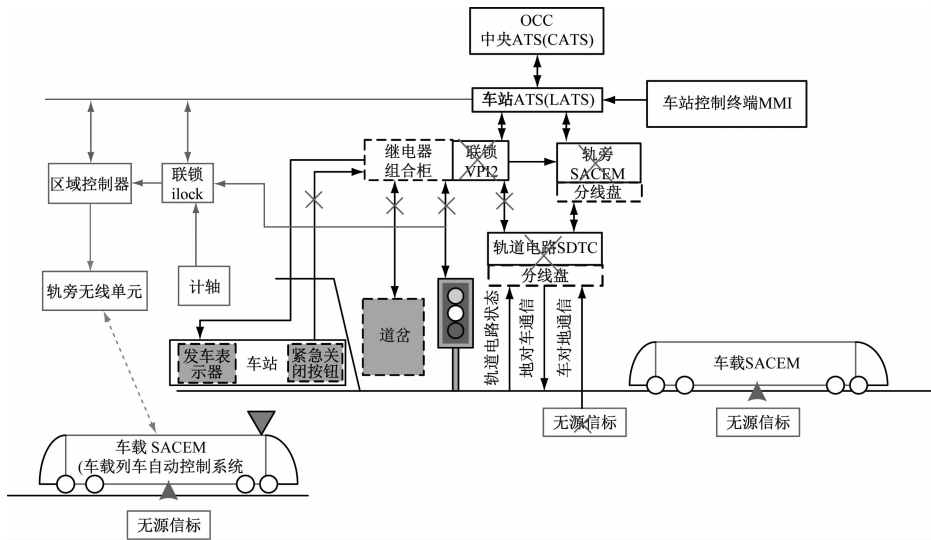 OCC
中央ATS(CATS)
车站ATS(LATS)
车站控制终端MMI
继电器
组合柜
联锁
VPI2
轨旁
SACEM
分线盘
区域控制器
联锁
ilock
轨道电路SDTC
分线盘
轨旁无线单元
计轴
道岔
轨道电路状态
地对车通信
车对地通信
发车表
示器
车站
紧急关
闭按钮
车载SACEM
无源信标
无源信标
车载 SACEM
(车载列车自动控制系统
无源信标